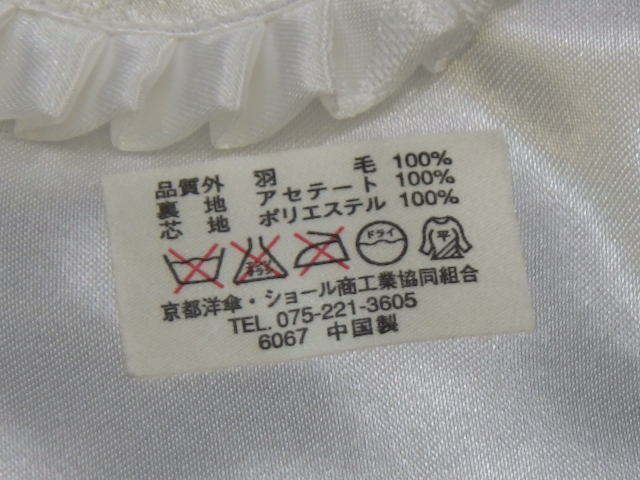 品質外 羽 毛 100%
裏 地 アセテート 100%
芯 地 ポリエステル 100%
ドライ 平
京都洋傘・ショール商工業協同組合
TEL. 075-221-3605
6067 中国製